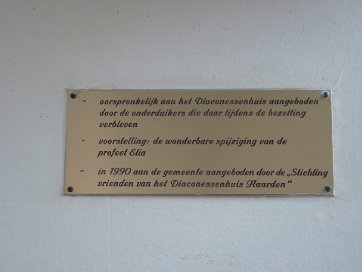 - oorspronkelijk aan het Diaconessenhuis aangeboden
door de onderduikers die daar tijdens de bezetting
verbleven
- voorstelling: de wonderbare spijziging van de
profeet Elia
- in 1990 aan de gemeente aangeboden door de „Stichting
vrienden van het Diaconessenhuis Naarden"